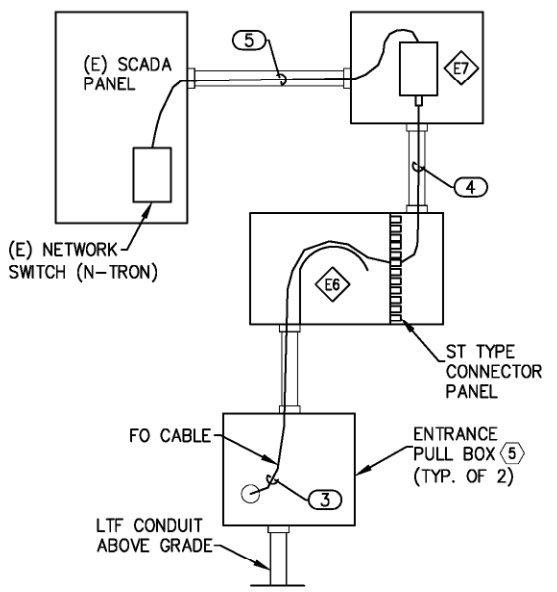 (E) SCADA
PANEL
5
E7
4
(E) NETWORK
SWITCH (N-TRON)
E6
ST TYPE
CONNECTOR
PANEL
FO CABLE
ENTRANCE
PULL BOX 5
(TYP. OF 2)
3
LTF CONDUIT
ABOVE GRADE